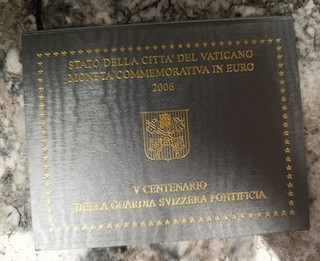 STATO DELLA CITTA' DEL VATICANO
MONETA COMMEMORATIVA IN EURO
2006
V CENTENARIO
DELLA GUARDIA SVIZZERA PONTIFICIA